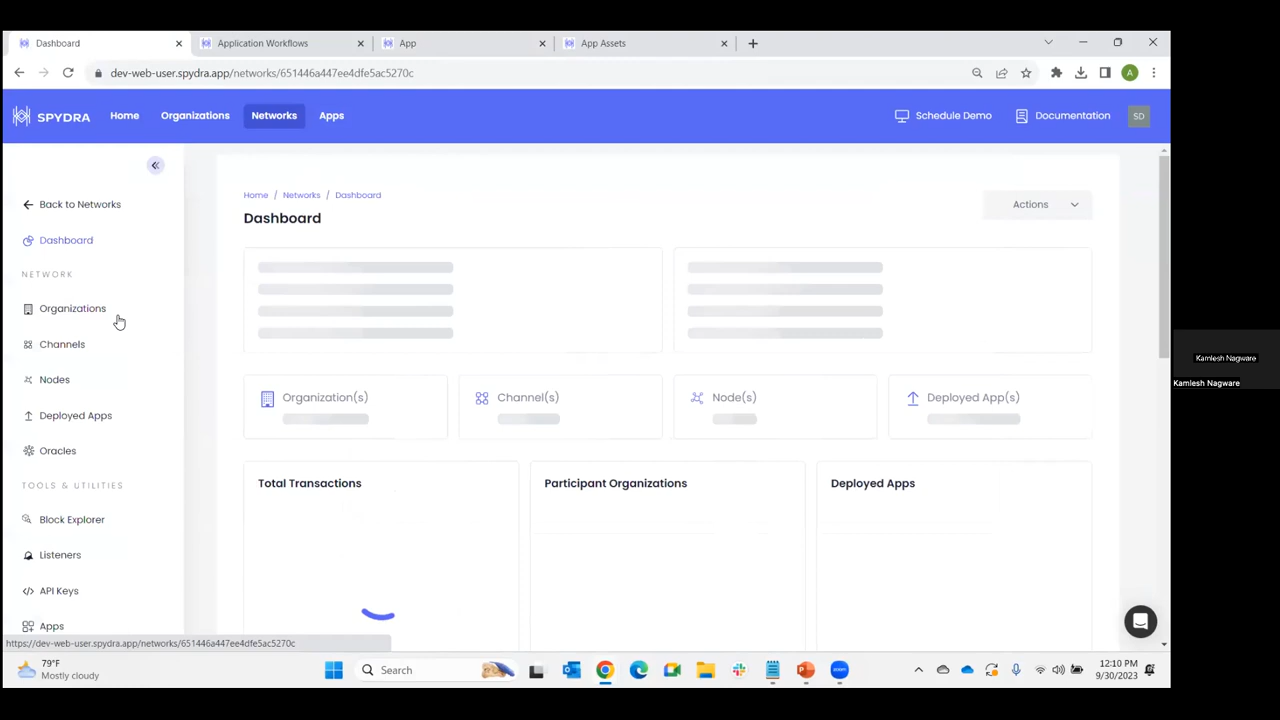 Dashboard
Application Workflows
App
App Assets
dev-web-user.spydra.app/networks/651446a447ee4dfe5ac5270c
A
SPYDRA
Home
Organizations
Networks
Apps
Schedule Demo
Documentation
SD
Back to Networks
Dashboard
NETWORK
Organizations
Channels
Nodes
Deployed Apps
Oracles
TOOLS & UTILITIES
Block Explorer
Listeners
API Keys
Apps
Home / Networks / Dashboard
Dashboard
Actions
Organization(s)
Channel(s)
Node(s)
Deployed App(s)
Total Transactions
Participant Organizations
Deployed Apps
Kamlesh Nagware
Kamlesh Nagware
https://dev-web-user.spydra.app/networks/651446a447ee4dfe5ac5270c
79°F
Mostly cloudy
Search
12:10 PM
9/30/2023